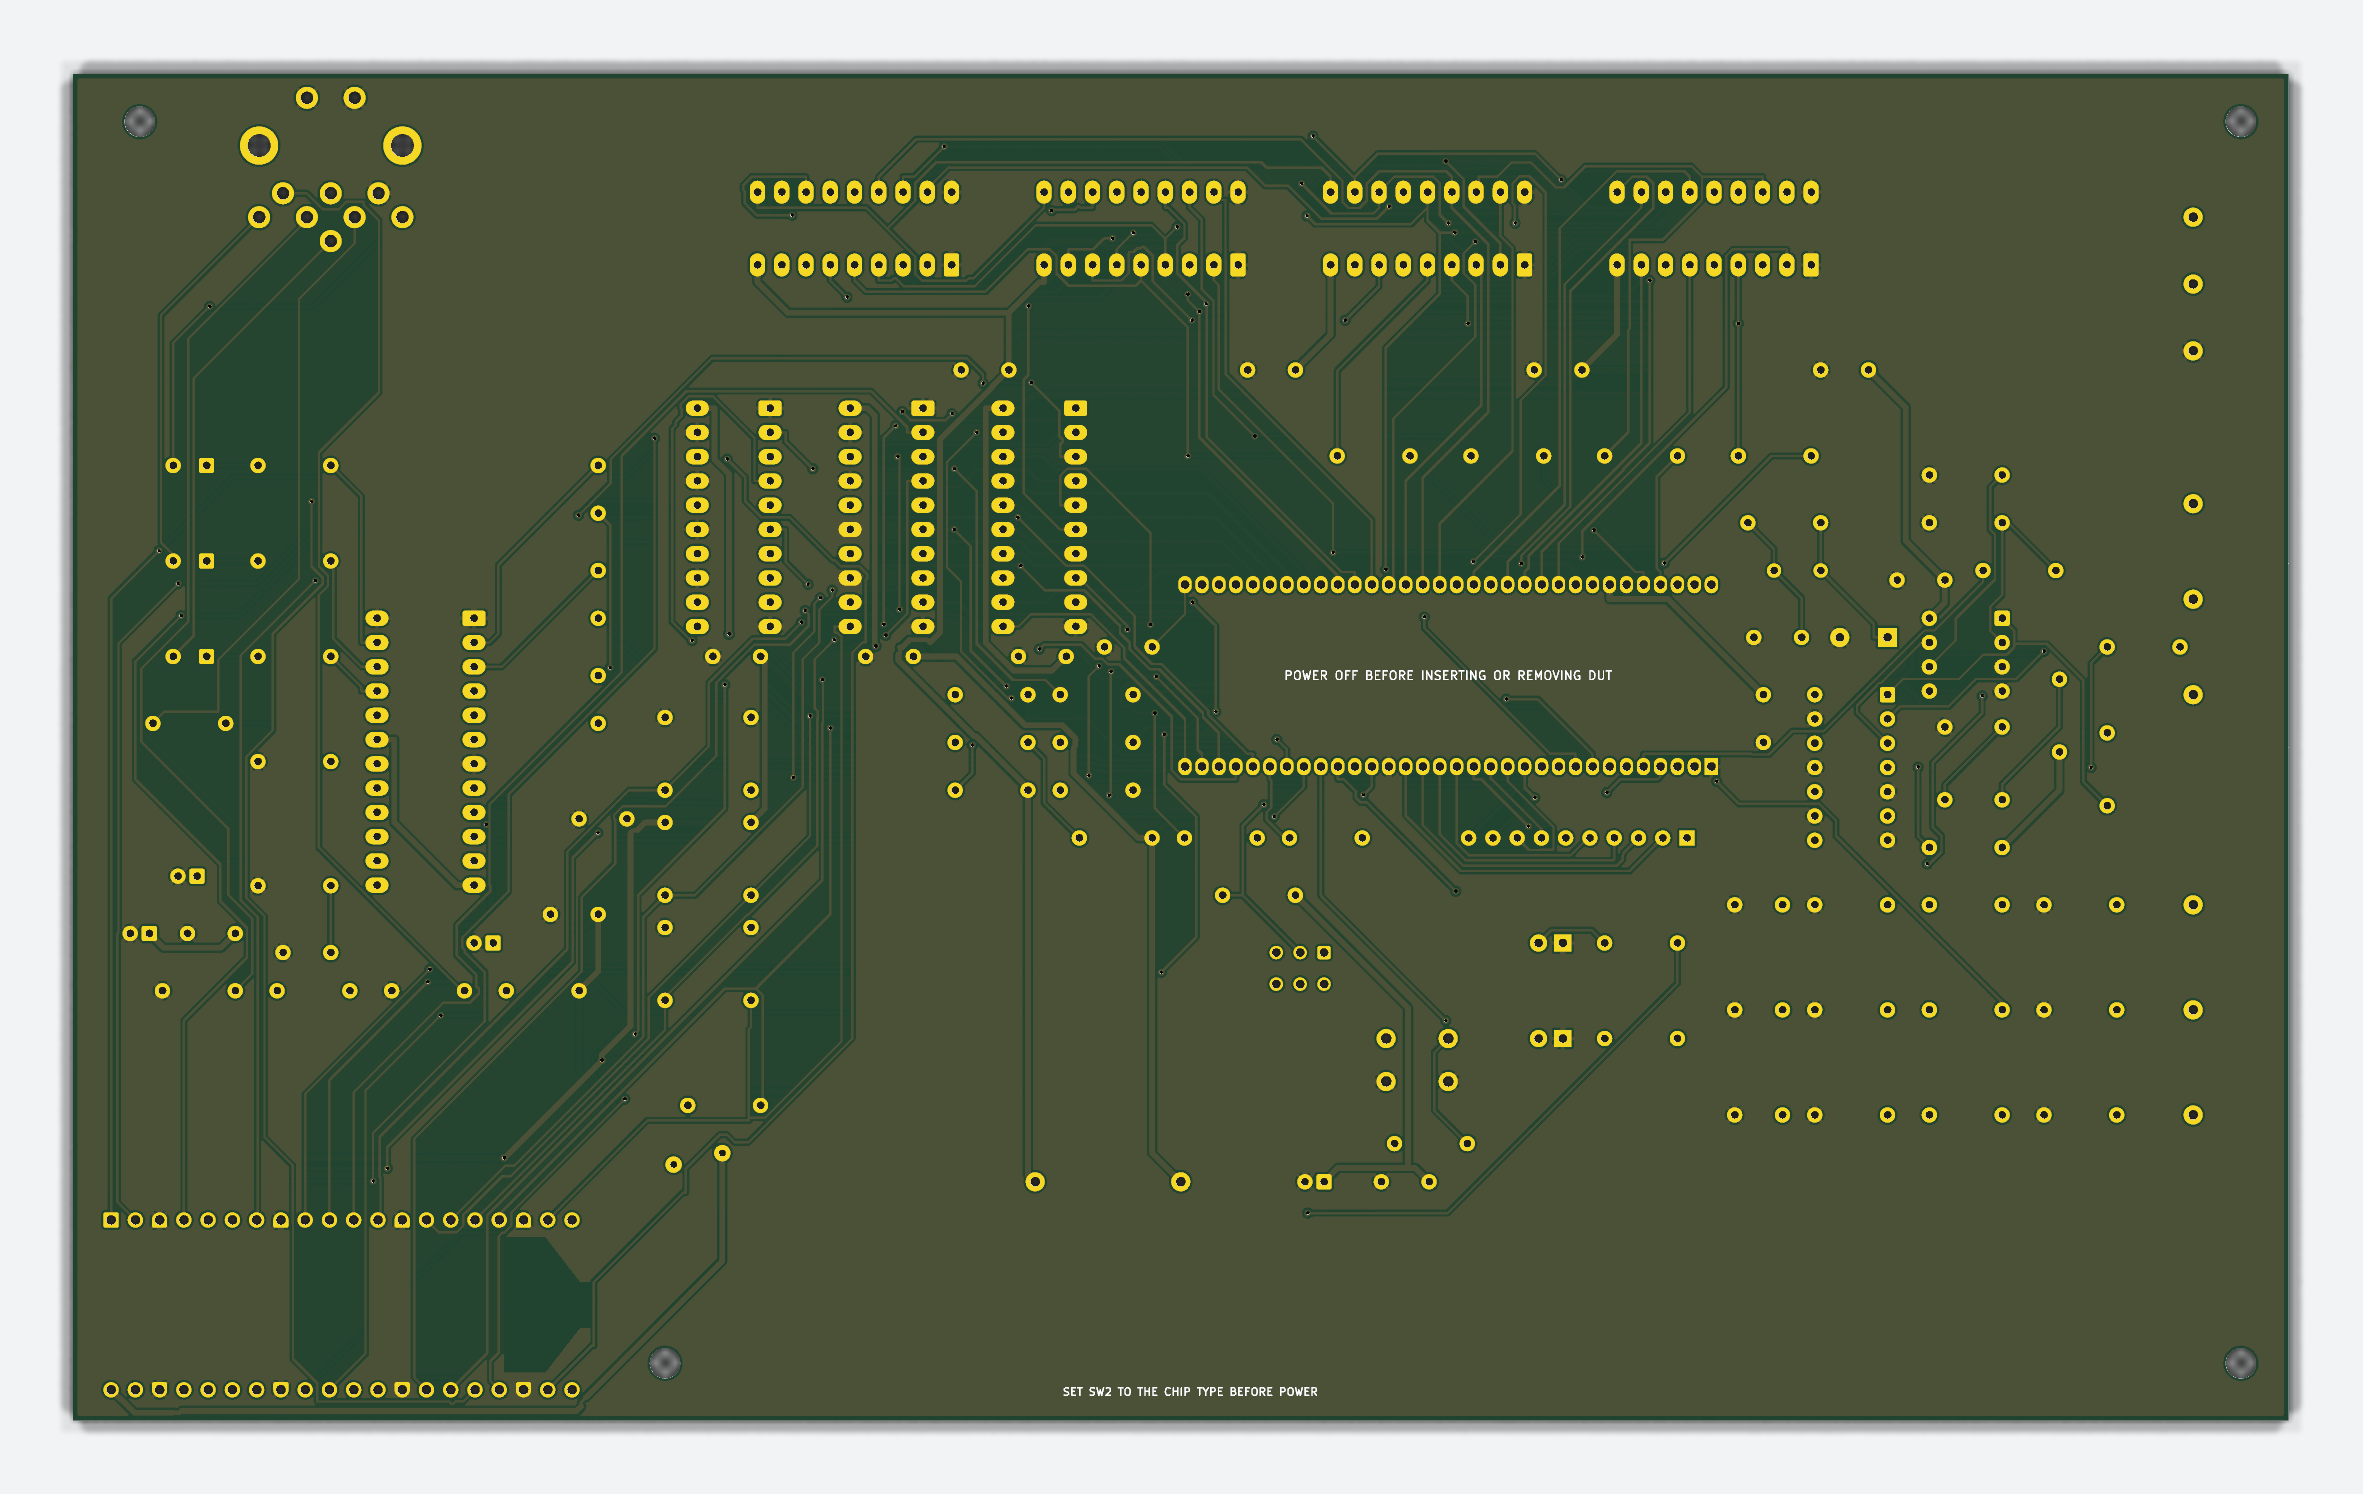 POWER OFF BEFORE INSERTING OR REMOVING DUT
SET SW2 TO THE CHIP TYPE BEFORE POWER